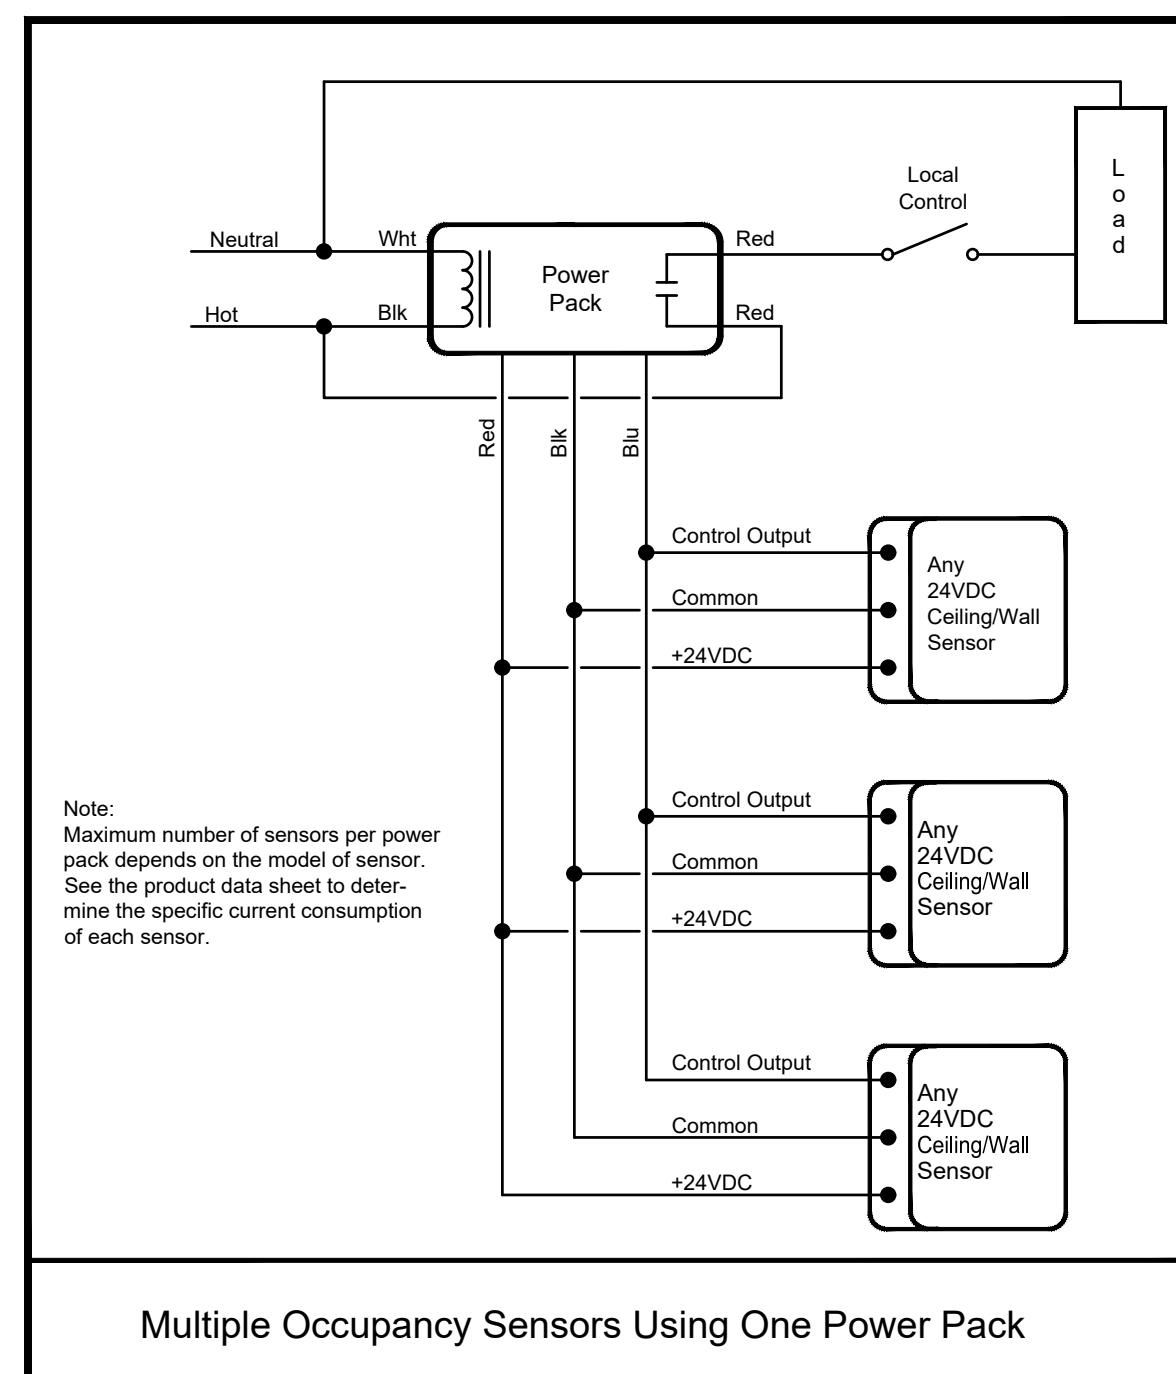 Local
Control
L
o
a
d
Neutral
Wht
Red
Power
Pack
Hot
Blk
Red
Red
Blk
Blu
Control Output
Common
+24VDC
Any
24VDC
Ceiling/Wall
Sensor
Control Output
Common
+24VDC
Any
24VDC
Ceiling/Wall
Sensor
Note:
Maximum number of sensors per power
pack depends on the model of sensor.
See the product data sheet to deter-
mine the specific current consumption
of each sensor.
Control Output
Common
+24VDC
Any
24VDC
Ceiling/Wall
Sensor
Multiple Occupancy Sensors Using One Power Pack